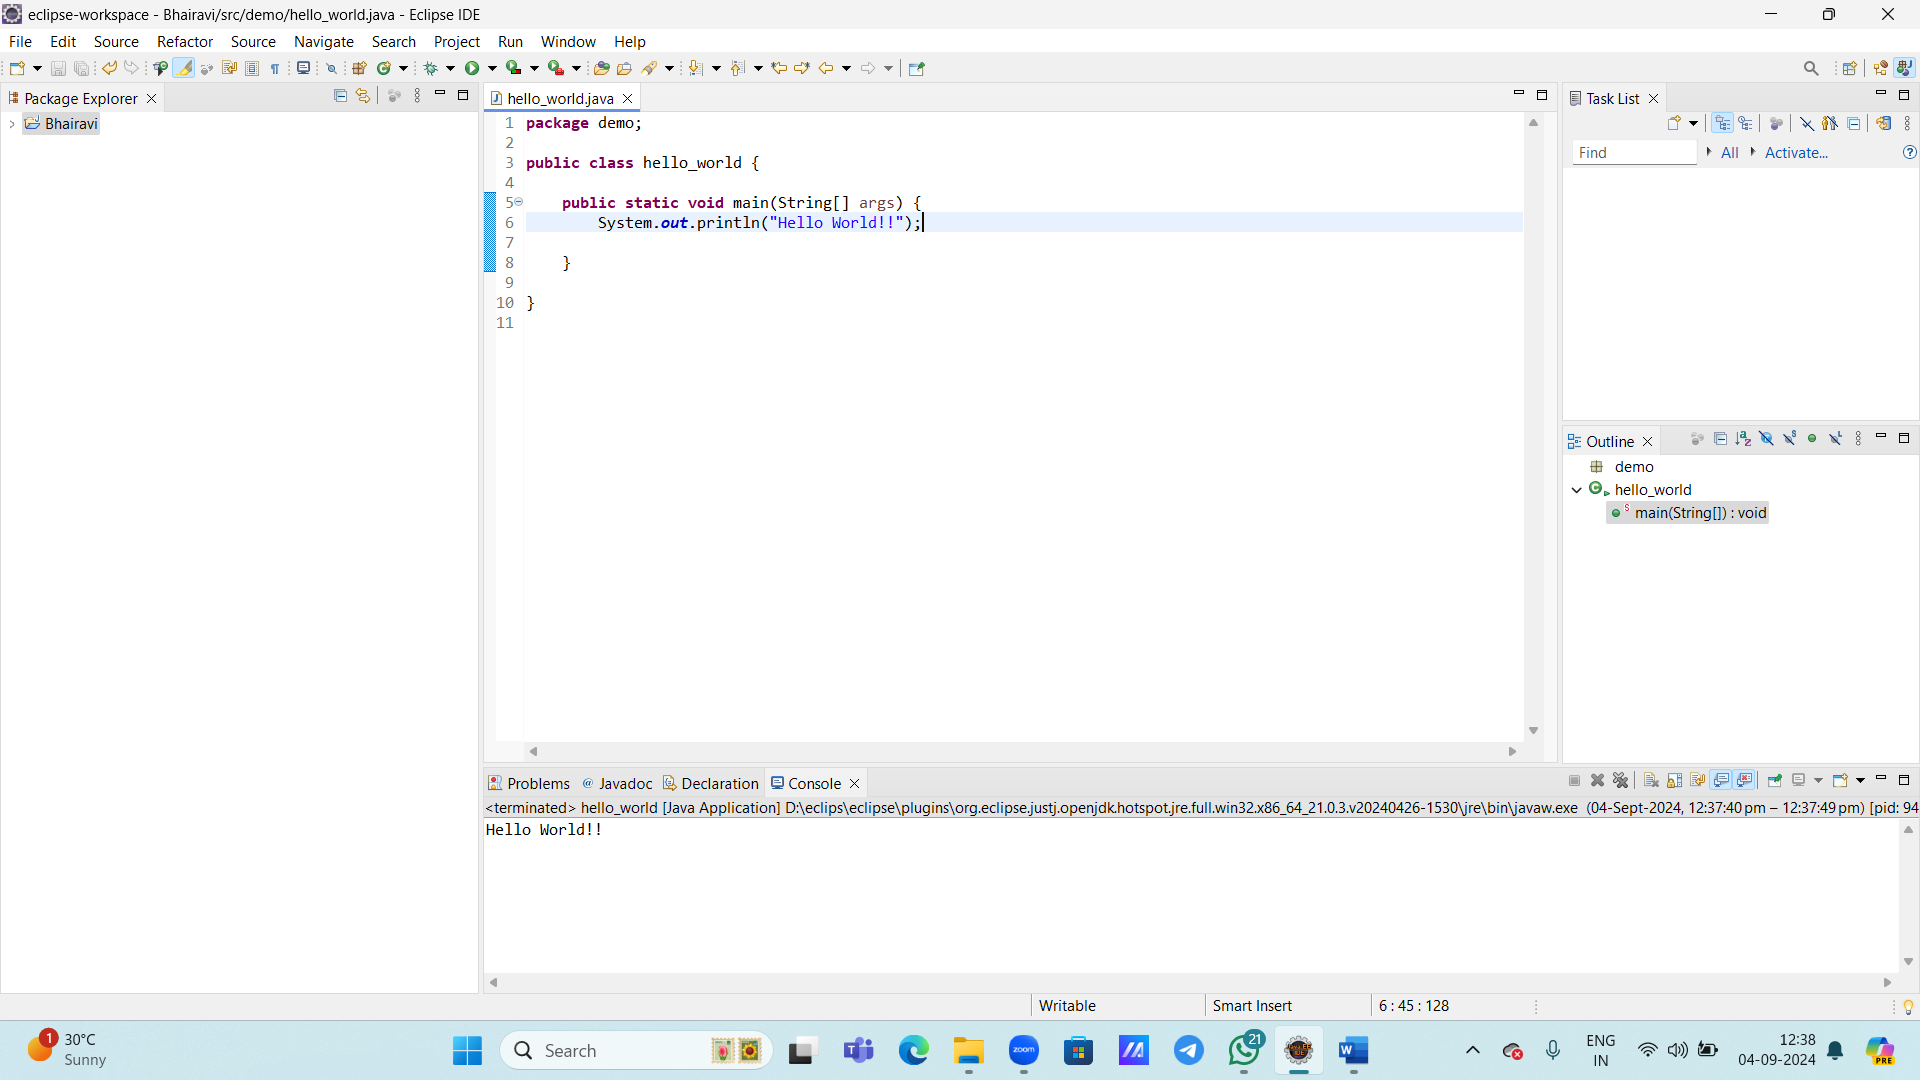 eclipse-workspace - Bhairavi/src/demo/hello_world.java - Eclipse IDE
File Edit Source Refactor Source Navigate Search Project Run Window Help
Package Explorer
Bhairavi
hello_world.java
1 package demo;
2
3 public class hello_world {
4
5 public static void main(String[] args) {
6 System.out.println("Hello World!!");
7
8 }
9
10 }
11
Task List
Find All Activate...
Outline
demo
hello_world
main(String[]) : void
Problems Javadoc Declaration Console
<terminated> hello_world [Java Application] D:\eclips\eclipse\plugins\org.eclipse.justj.openjdk.hotspot.jre.full.win32.x86_64_21.0.3.v20240426-1530\jre\bin\javaw.exe (04-Sept-2024, 12:37:40 pm – 12:37:49 pm) [pid: 94
Hello World!!
Writable Smart Insert 6 : 45 : 128
1
30°C
Sunny
Search
zoom
21
ENG
IN
12:38
04-09-2024
PRE